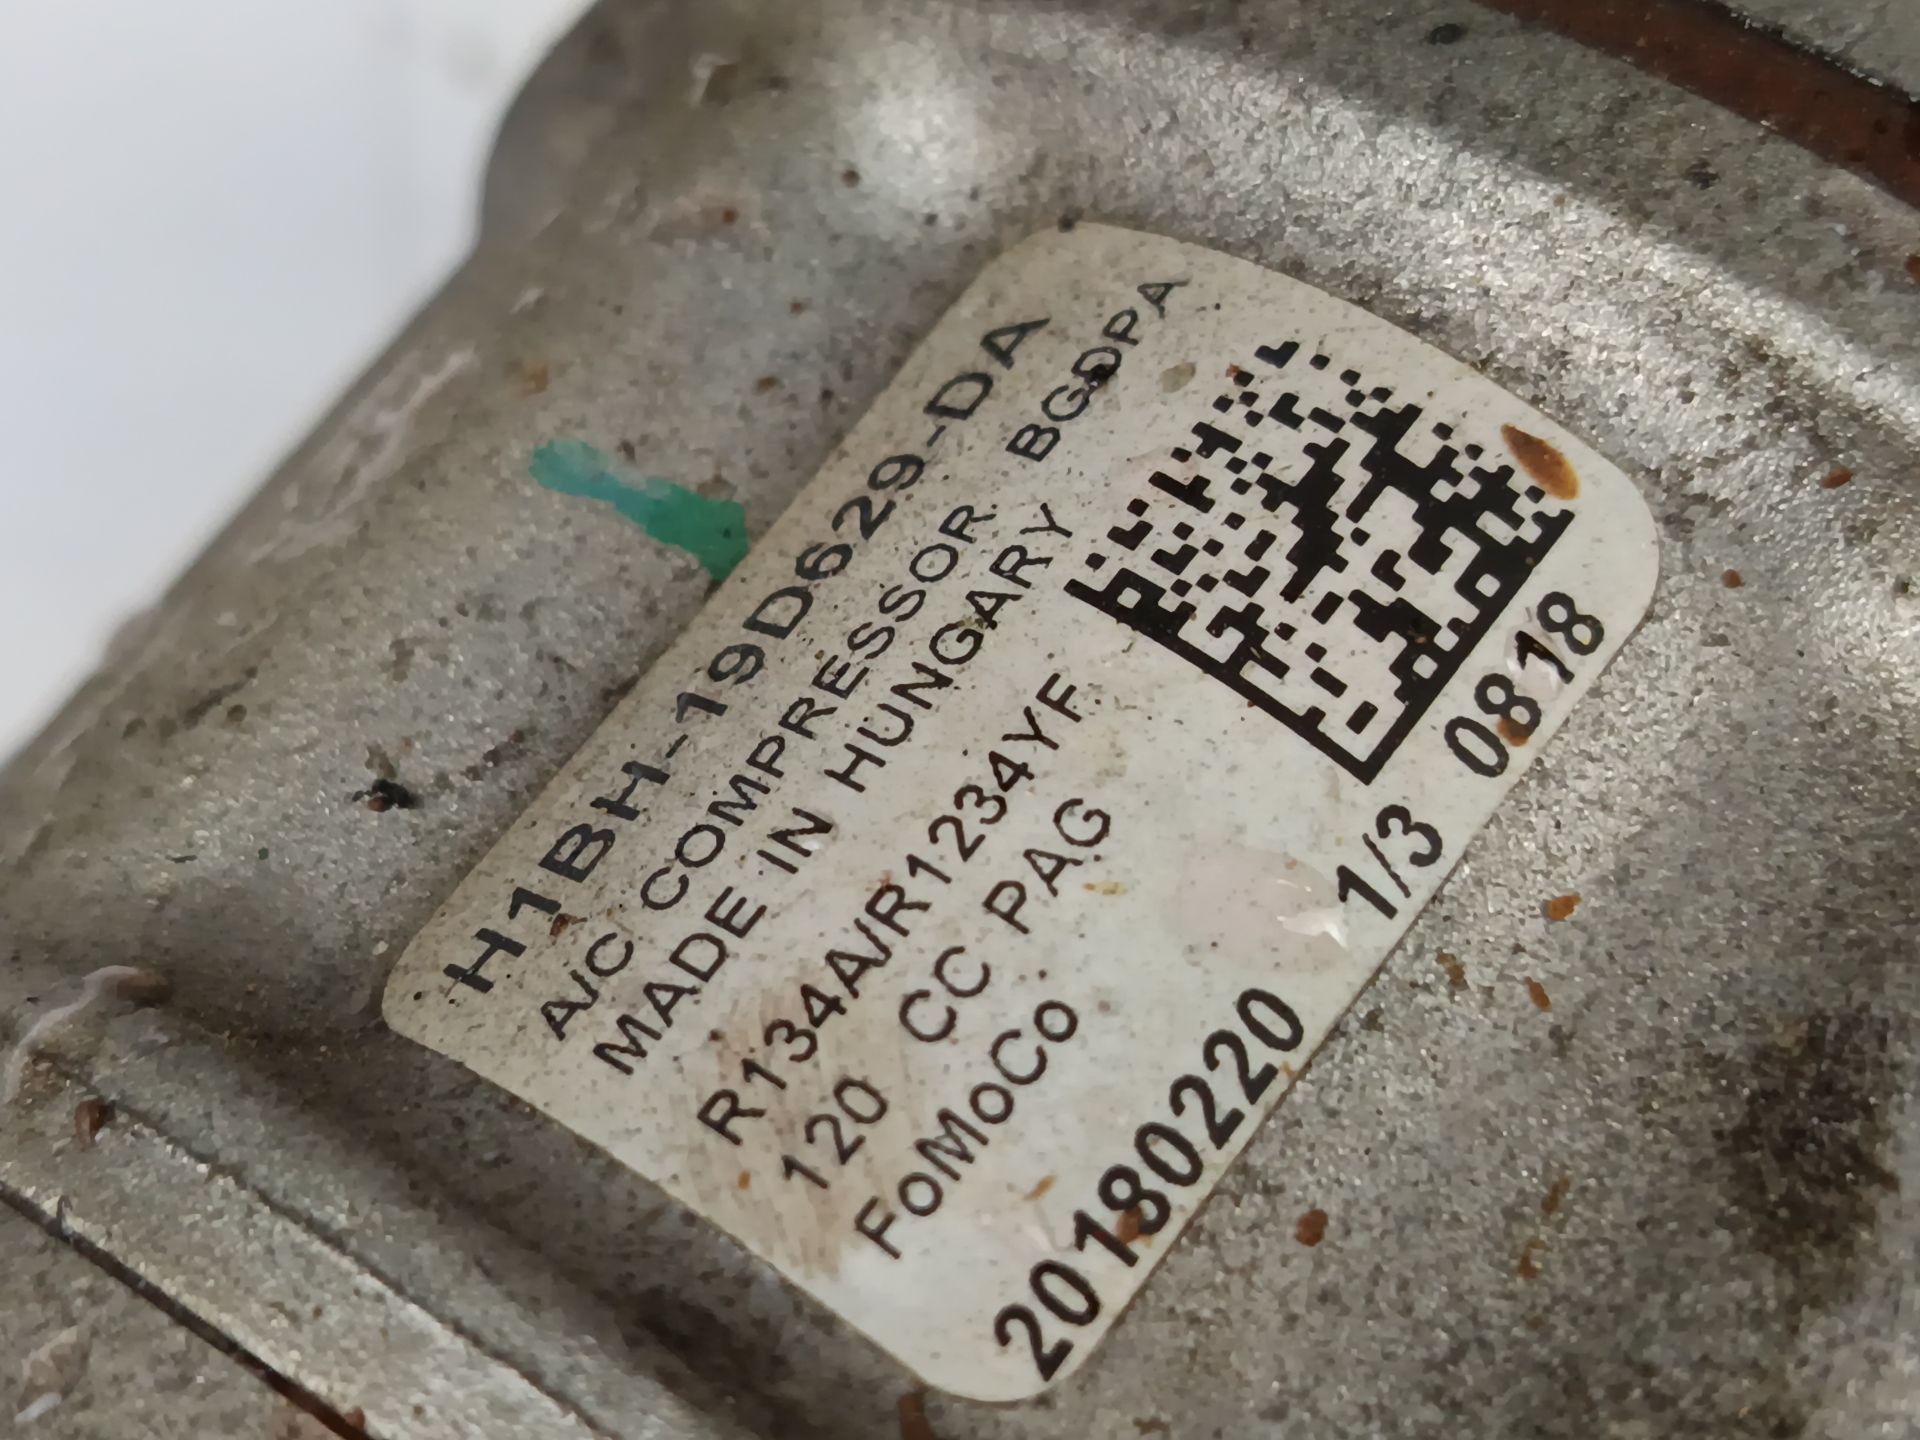 H1BH-19D629-DA
A/C COMPRESSOR BGDPA
MADE IN HUNGARY
R134A/R1234YF
120 CC PAG
FoMoCo
20180220 1/3 0818